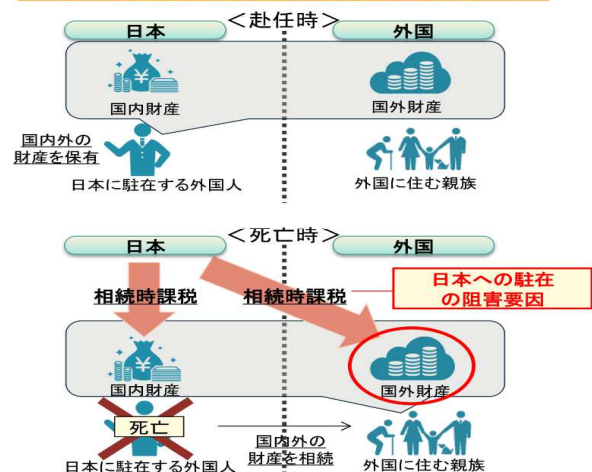 ＜赴任時＞
日本
外国
¥
国内財産
国外財産
国内外の
財産を保有
日本に駐在する外国人
外国に住む親族
＜死亡時＞
日本
外国
相続時課税
相続時課税
日本への駐在
の阻害要因
¥
国内財産
国外財産
死亡
国内外の
財産を相続
日本に駐在する外国人
外国に住む親族